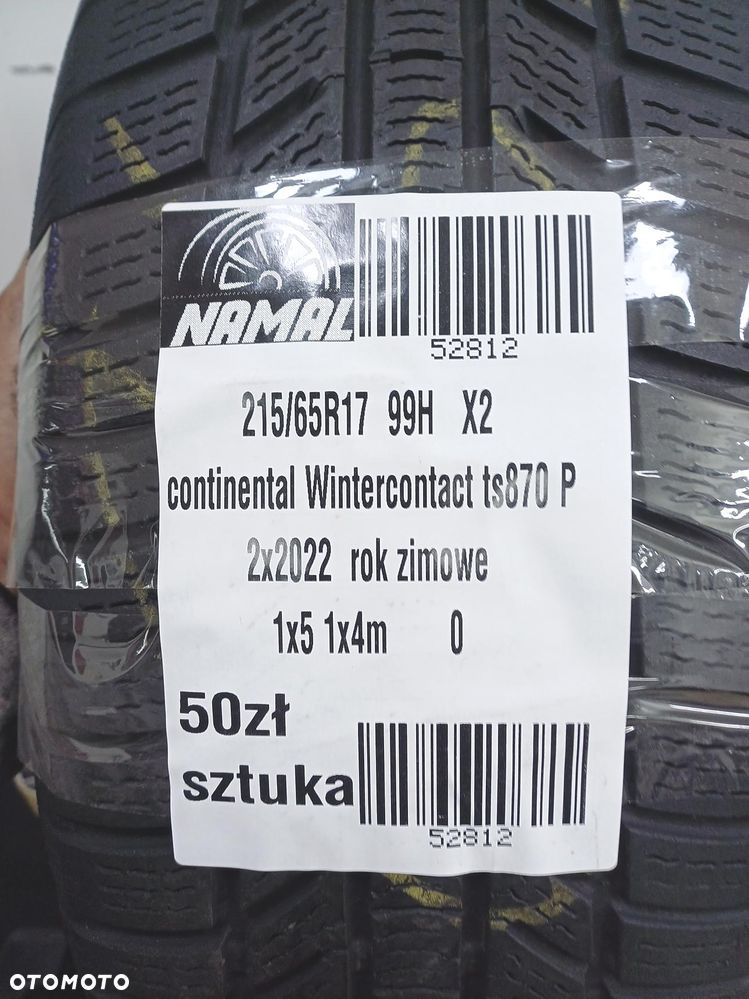 NAMAL
52812
215/65R17 99H X2
continental Wintercontact ts870 P
2x2022 rok zimowe
1x5 1x4m 0
50zł
sztuka
52812
OTOMOTO